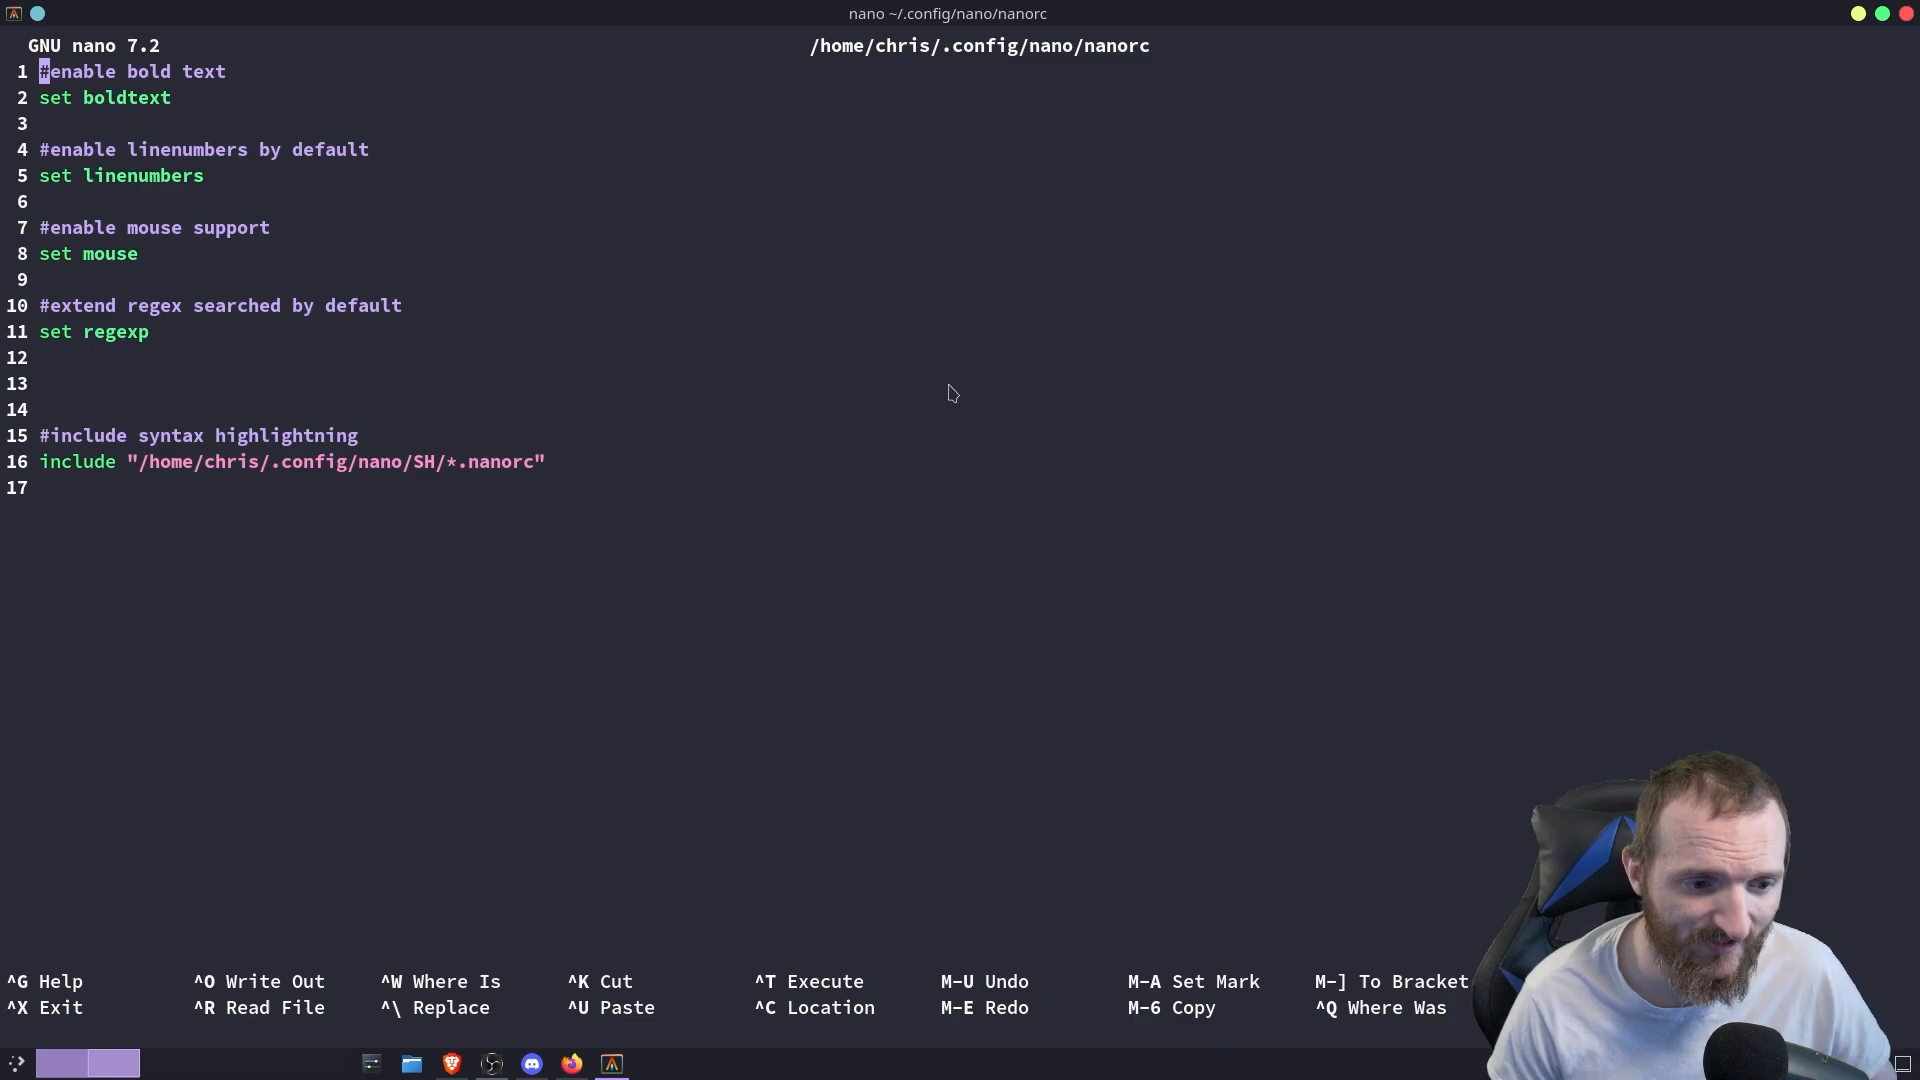 nano ~/.config/nano/nanorc
GNU nano 7.2 /home/chris/.config/nano/nanorc
1 #enable bold text
2 set boldtext
3
4 #enable linenumbers by default
5 set linenumbers
6
7 #enable mouse support
8 set mouse
9
10 #extend regex searched by default
11 set regexp
12
13
14
15 #include syntax highlightning
16 include "/home/chris/.config/nano/SH/*.nanorc"
17
^G Help ^O Write Out ^W Where Is ^K Cut ^T Execute M-U Undo M-A Set Mark M-] To Bracket
^X Exit ^R Read File ^\ Replace ^U Paste ^C Location M-E Redo M-6 Copy ^Q Where Was